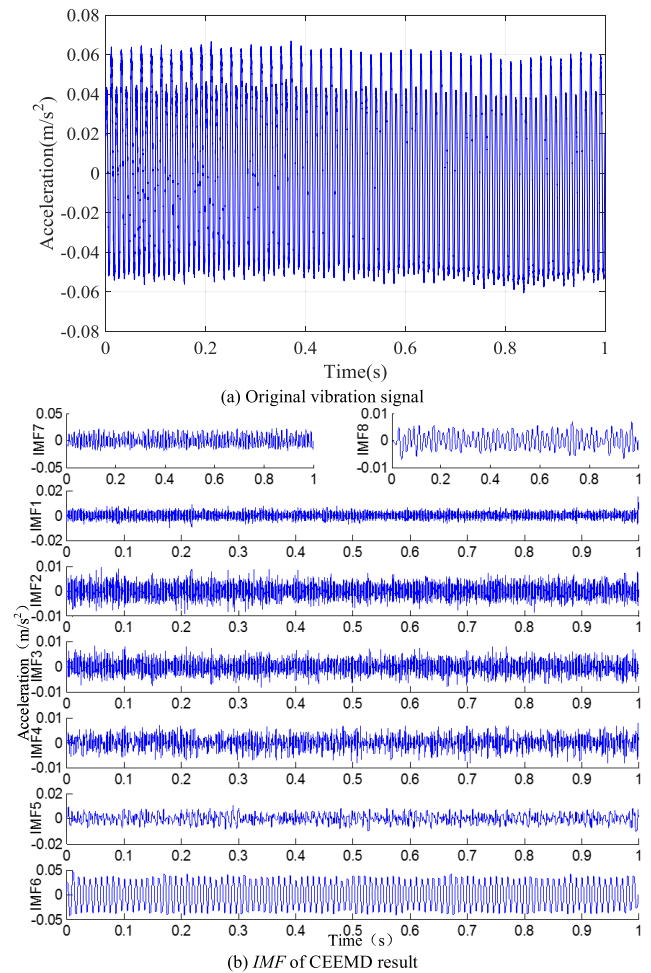 0.08
0.06
0.04
0.02
0
-0.02
-0.04
-0.06
-0.08
Acceleration(m/s²)
0 0.2 0.4 0.6 0.8 1
Time(s)
(a) Original vibration signal
0.05
0
-0.05
IMF7
0 0.2 0.4 0.6 0.8 1
0.01
0
-0.01
IMF8
0 0.2 0.4 0.6 0.8 1
0.02
0
-0.02
IMF1
0 0.1 0.2 0.3 0.4 0.5 0.6 0.7 0.8 0.9 1
0.01
0
-0.01
IMF2
0 0.1 0.2 0.3 0.4 0.5 0.6 0.7 0.8 0.9 1
Acceleration（m/s²）
0.01
0
-0.01
IMF3
0 0.1 0.2 0.3 0.4 0.5 0.6 0.7 0.8 0.9 1
0.01
0
-0.01
IMF4
0 0.1 0.2 0.3 0.4 0.5 0.6 0.7 0.8 0.9 1
0.02
0
-0.02
IMF5
0 0.1 0.2 0.3 0.4 0.5 0.6 0.7 0.8 0.9 1
0.05
0
-0.05
IMF6
0 0.1 0.2 0.3 0.4 0.5 0.6 0.7 0.8 0.9 1
Time（s）
(b) IMF of CEEMD result